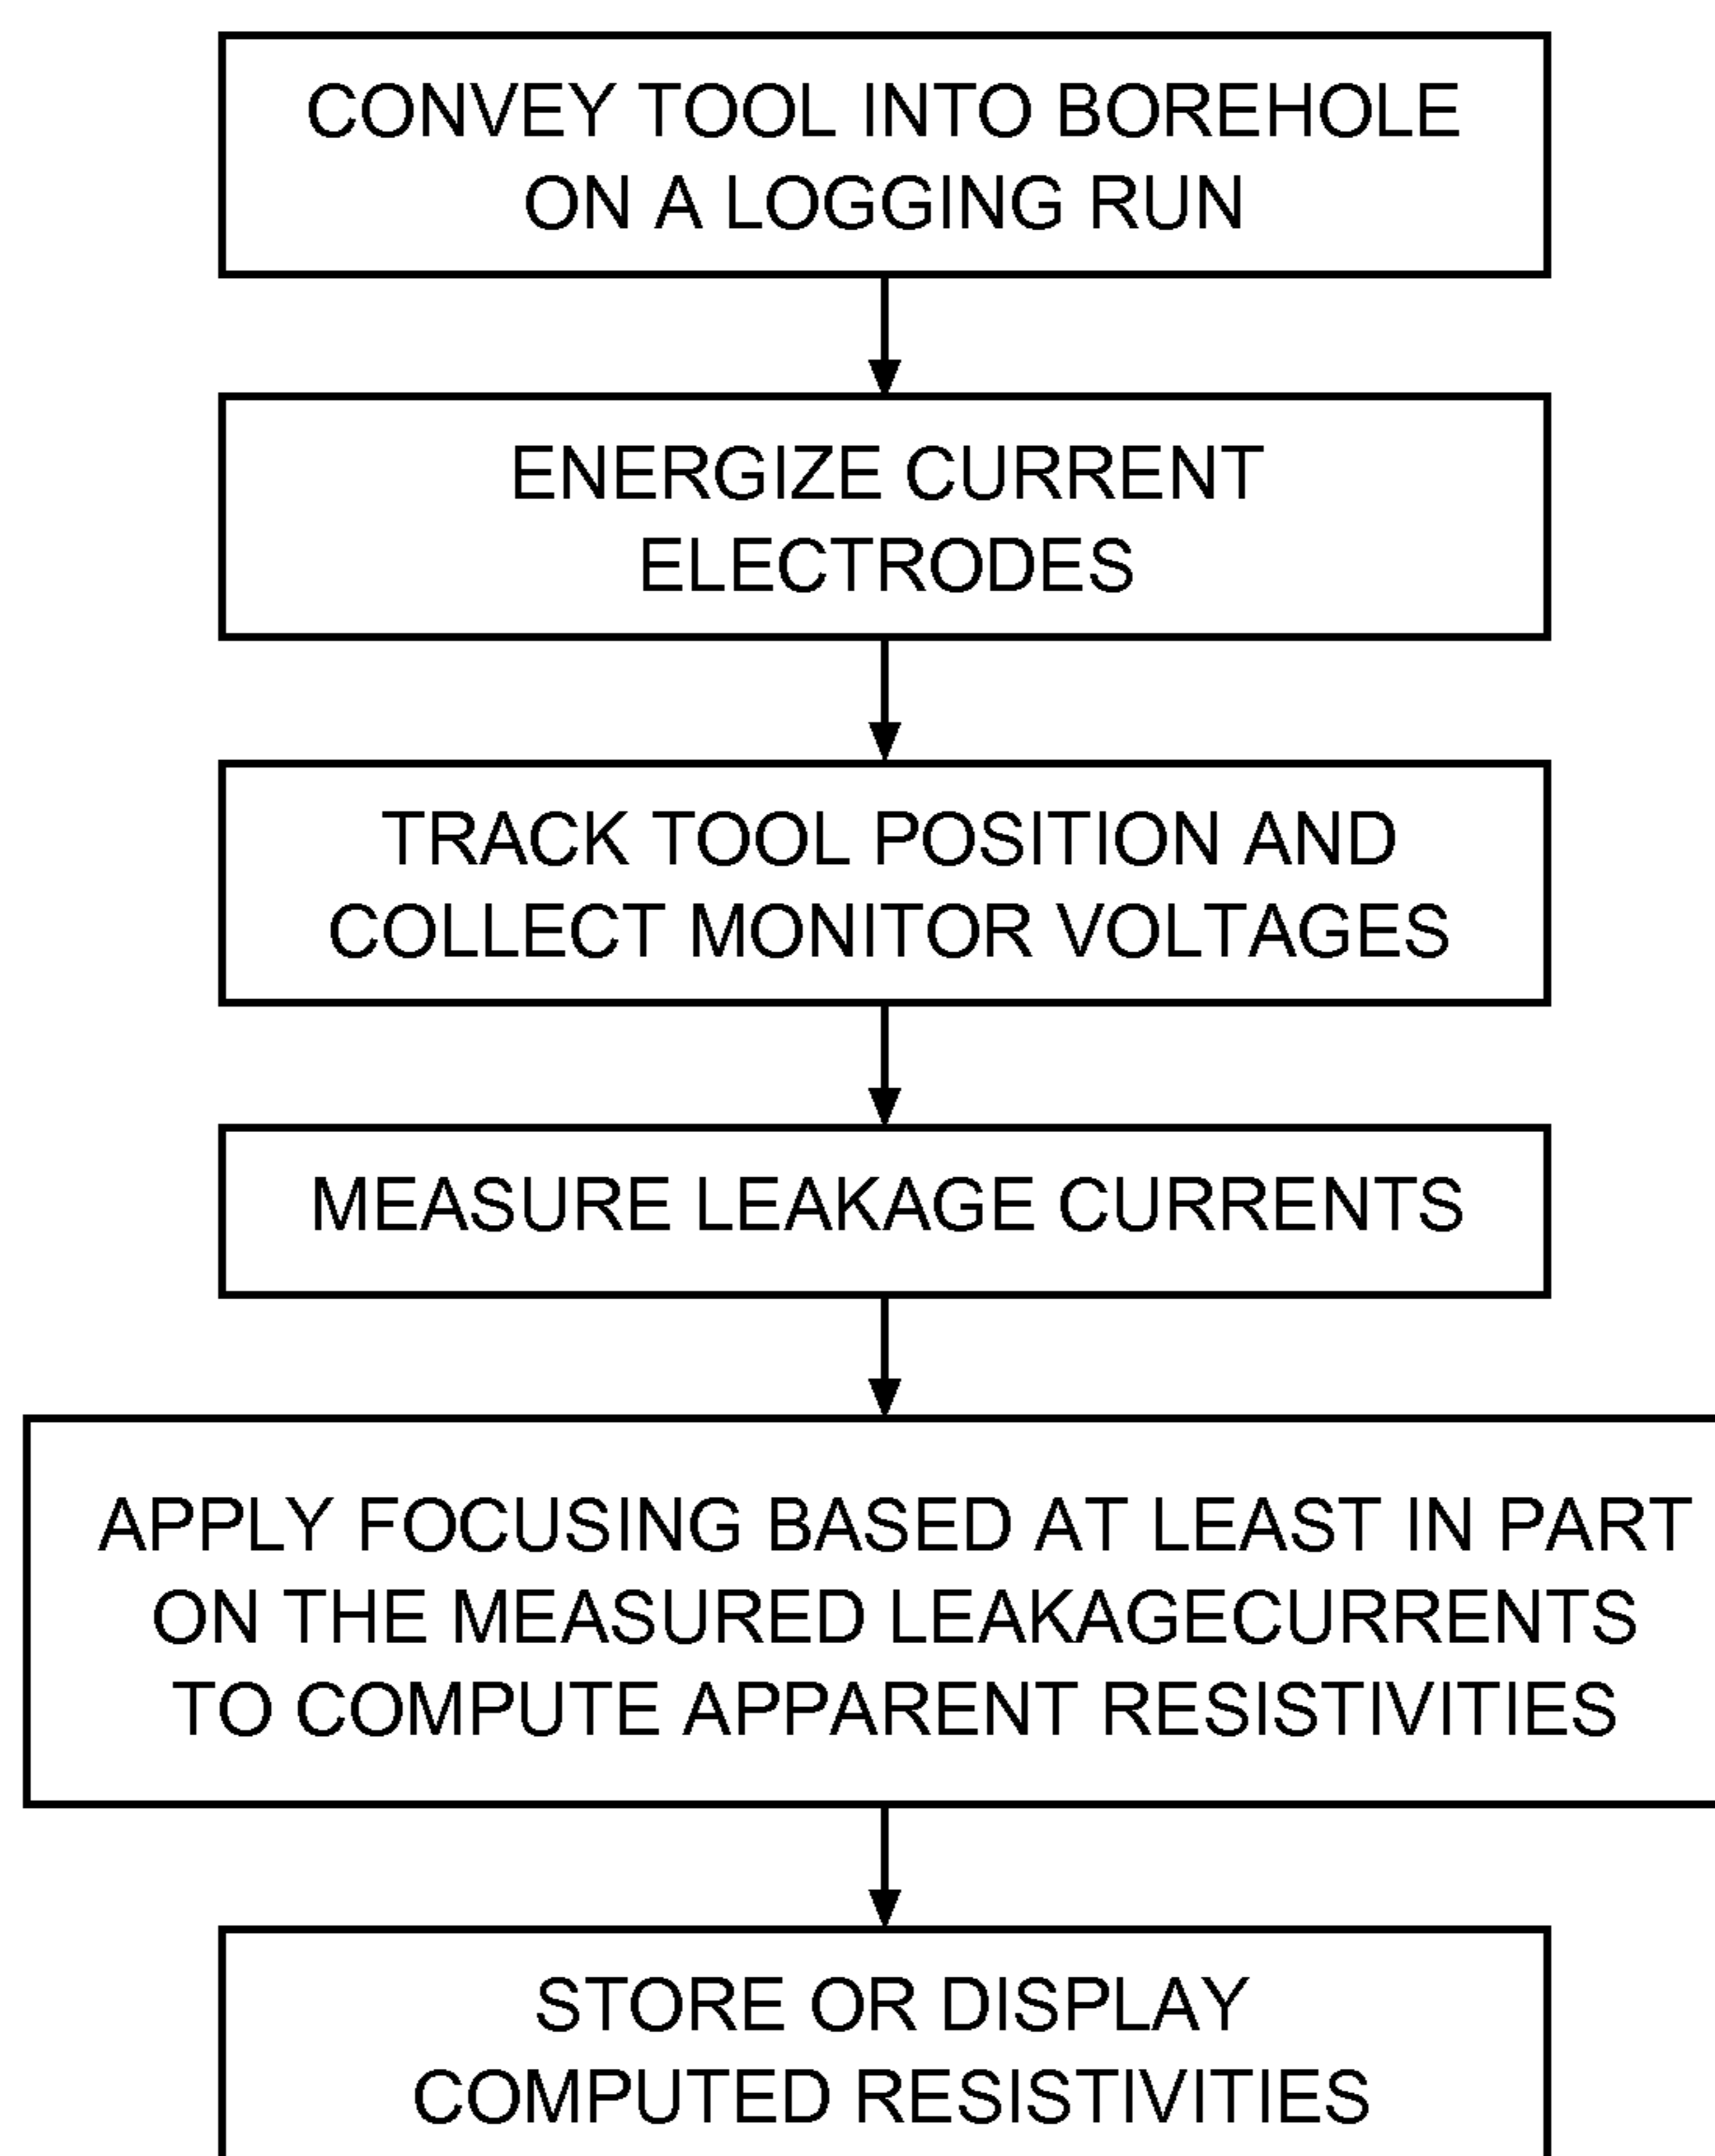 CONVEY TOOL INTO BOREHOLE
ON A LOGGING RUN
ENERGIZE CURRENT
ELECTRODES
TRACK TOOL POSITION AND
COLLECT MONITOR VOLTAGES
MEASURE LEAKAGE CURRENTS
APPLY FOCUSING BASED AT LEAST IN PART
ON THE MEASURED LEAKAGECURRENTS
TO COMPUTE APPARENT RESISTIVITIES
STORE OR DISPLAY
COMPUTED RESISTIVITIES